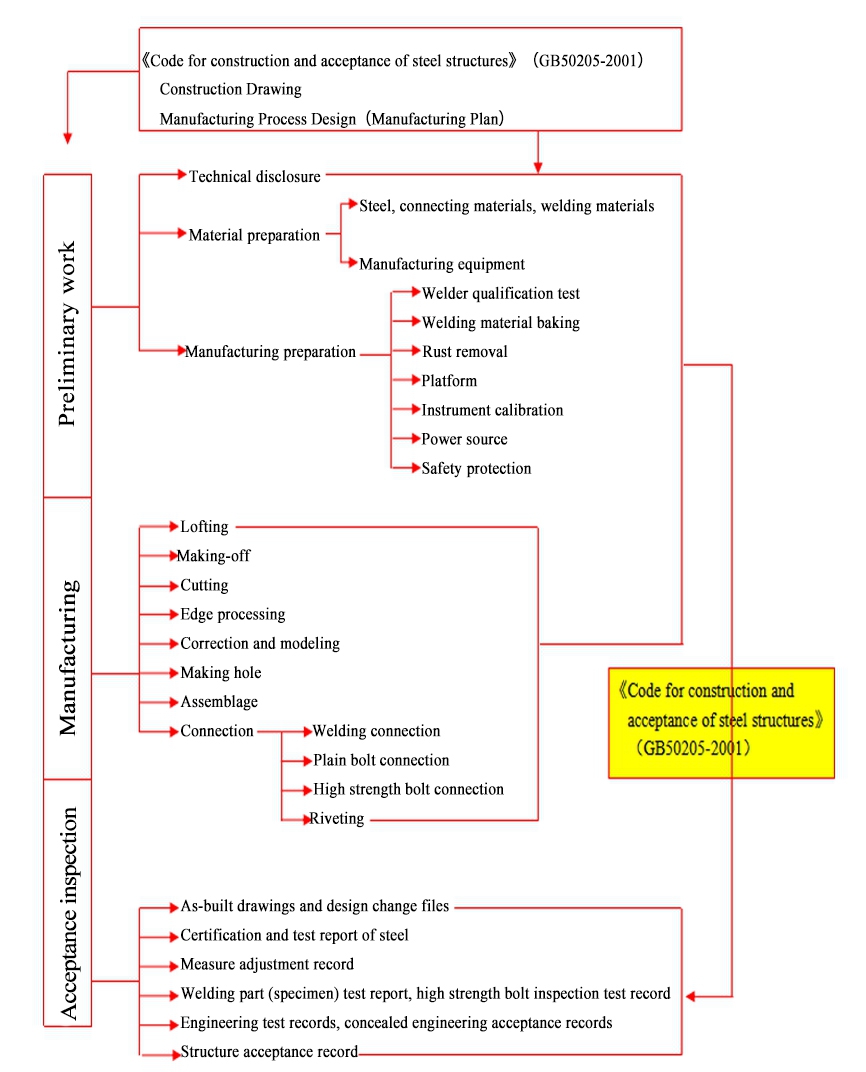 《Code for construction and acceptance of steel structures》（GB50205-2001）
Construction Drawing
Manufacturing Process Design（Manufacturing Plan）
Preliminary work
Technical disclosure
Material preparation
Steel, connecting materials, welding materials
Manufacturing equipment
Manufacturing preparation
Welder qualification test
Welding material baking
Rust removal
Platform
Instrument calibration
Power source
Safety protection
Manufacturing
Lofting
Making-off
Cutting
Edge processing
Correction and modeling
Making hole
Assemblage
Connection
Welding connection
Plain bolt connection
High strength bolt connection
Riveting
《Code for construction and
acceptance of steel structures》
（GB50205-2001）
Acceptance inspection
As-built drawings and design change files
Certification and test report of steel
Measure adjustment record
Welding part (specimen) test report, high strength bolt inspection test record
Engineering test records, concealed engineering acceptance records
Structure acceptance record